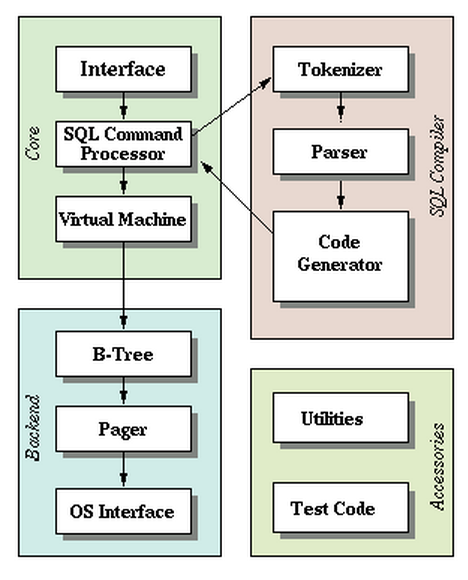 Core
Interface
SQL Command
Processor
Virtual Machine
SQL Compiler
Tokenizer
Parser
Code
Generator
Backend
B-Tree
Pager
OS Interface
Accessories
Utilities
Test Code